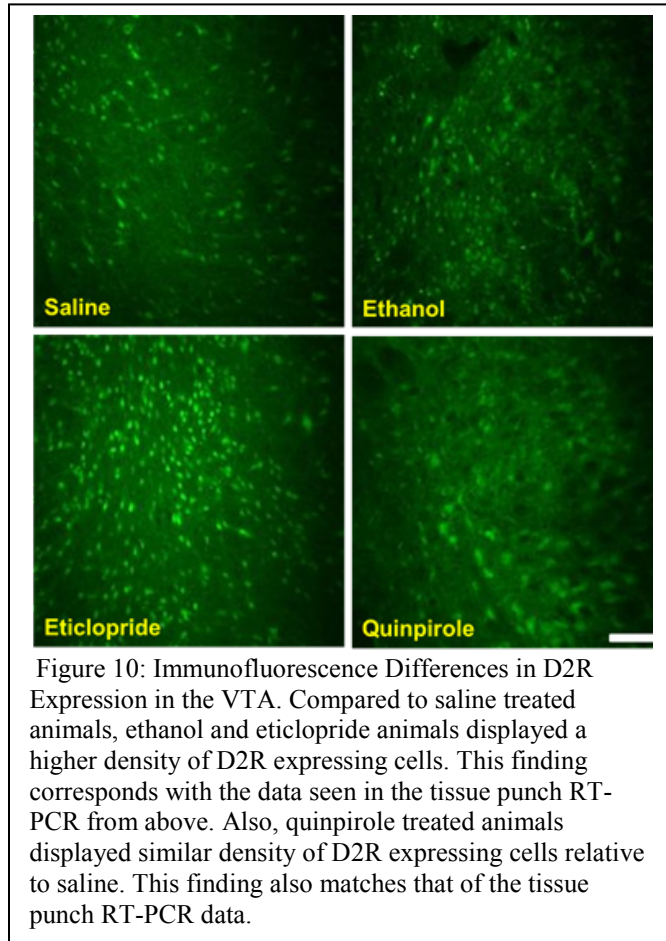 Saline
Ethanol
Eticlopride
Quinpirole
Figure 10: Immunofluorescence Differences in D2R
Expression in the VTA. Compared to saline treated
animals, ethanol and eticlopride animals displayed a
higher density of D2R expressing cells. This finding
corresponds with the data seen in the tissue punch RT-
PCR from above. Also, quinpirole treated animals
displayed similar density of D2R expressing cells relative
to saline. This finding also matches that of the tissue
punch RT-PCR data.